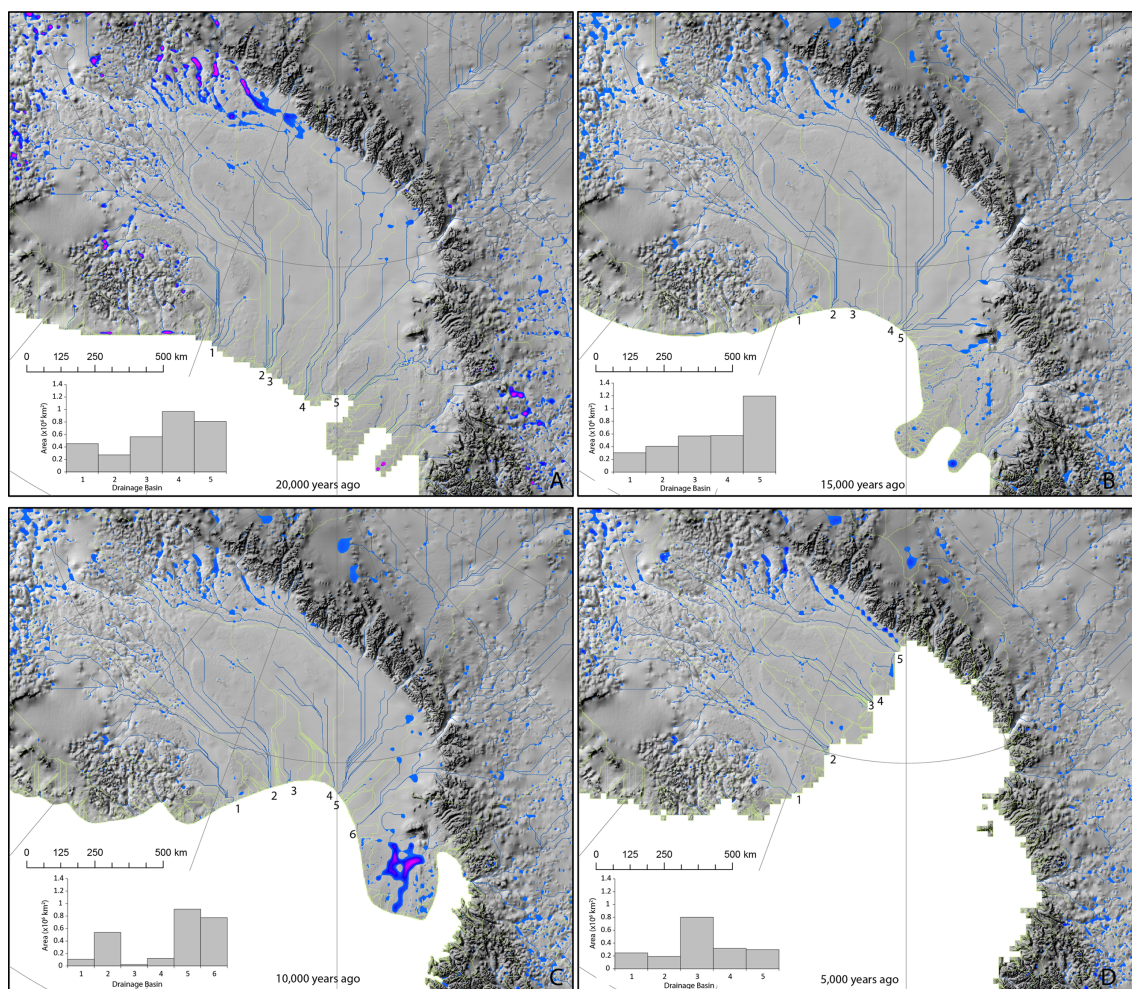 1
2
3
4
5
0 125 250 500 km
1.4
1.2
1
0.8
0.6
0.4
0.2
0
Area (x10⁶ km²)
1 2 3 4 5
Drainage Basin
20,000 years ago
A
1
2
3
4
5
0 125 250 500 km
1.4
1.2
1
0.8
0.6
0.4
0.2
0
Area (x10⁶ km²)
1 2 3 4 5
Drainage Basin
15,000 years ago
B
1
2
3
4
5
6
0 125 250 500 km
1.4
1.2
1
0.8
0.6
0.4
0.2
0
Area (x10⁶ km²)
1 2 3 4 5 6
Drainage Basin
10,000 years ago
C
5
3 4
2
1
0 125 250 500 km
1.4
1.2
1
0.8
0.6
0.4
0.2
0
Area (x10⁶ km²)
1 2 3 4 5
Drainage Basin
5,000 years ago
D